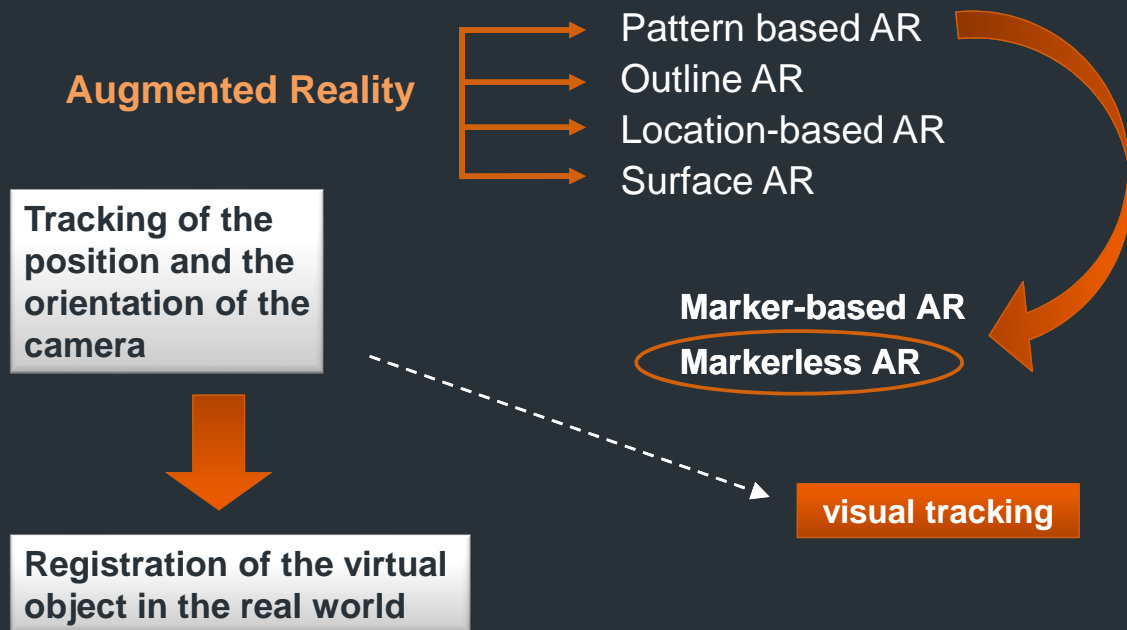 Augmented Reality
Pattern based AR
Outline AR
Location-based AR
Surface AR
Tracking of the
position and the
orientation of the
camera
Marker-based AR
Markerless AR
visual tracking
Registration of the virtual
object in the real world